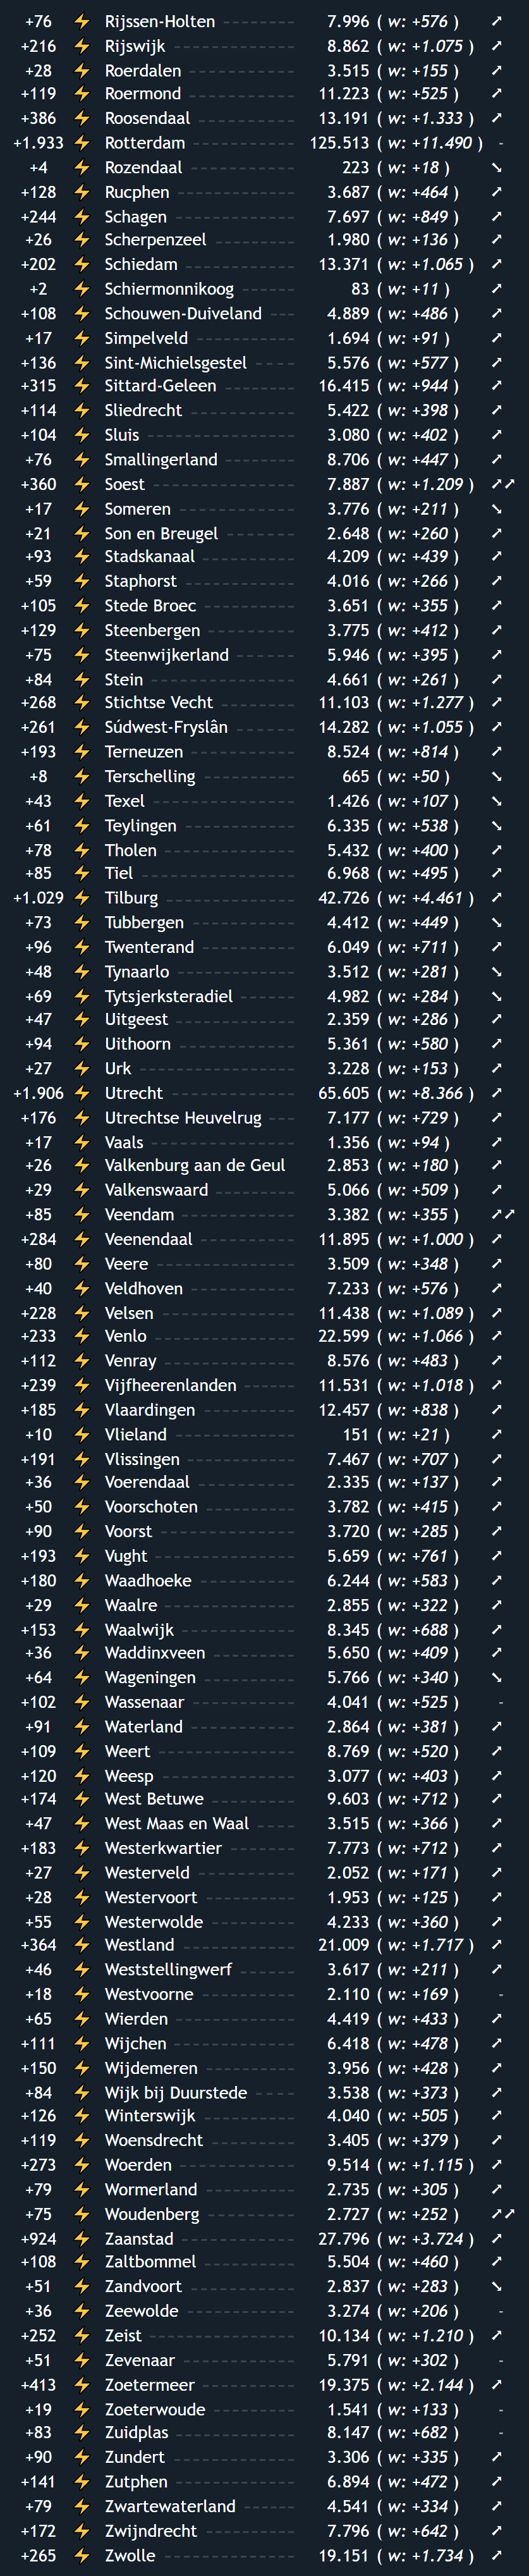 +76 ⚡ Rijssen-Holten 7.996 ( w: +576 ) ➚
+216 ⚡ Rijswijk 8.862 ( w: +1.075 ) ➚
+28 ⚡ Roerdalen 3.515 ( w: +155 ) ➚
+119 ⚡ Roermond 11.223 ( w: +525 ) ➚
+386 ⚡ Roosendaal 13.191 ( w: +1.333 ) ➚
+1.933 ⚡ Rotterdam 125.513 ( w: +11.490 ) -
+4 ⚡ Rozendaal 223 ( w: +18 ) ➘
+128 ⚡ Rucphen 3.687 ( w: +464 ) ➚
+244 ⚡ Schagen 7.697 ( w: +849 ) ➚
+26 ⚡ Scherpenzeel 1.980 ( w: +136 ) ➚
+202 ⚡ Schiedam 13.371 ( w: +1.065 ) ➚
+2 ⚡ Schiermonnikoog 83 ( w: +11 ) ➚
+108 ⚡ Schouwen-Duiveland 4.889 ( w: +486 ) ➚
+17 ⚡ Simpelveld 1.694 ( w: +91 ) ➚
+136 ⚡ Sint-Michielsgestel 5.576 ( w: +577 ) ➚
+315 ⚡ Sittard-Geleen 16.415 ( w: +944 ) ➚
+114 ⚡ Sliedrecht 5.422 ( w: +398 ) ➚
+104 ⚡ Sluis 3.080 ( w: +402 ) ➚
+76 ⚡ Smallingerland 8.706 ( w: +447 ) ➚
+360 ⚡ Soest 7.887 ( w: +1.209 ) ➚➚
+17 ⚡ Someren 3.776 ( w: +211 ) ➘
+21 ⚡ Son en Breugel 2.648 ( w: +260 ) ➚
+93 ⚡ Stadskanaal 4.209 ( w: +439 ) ➚
+59 ⚡ Staphorst 4.016 ( w: +266 ) ➚
+105 ⚡ Stede Broec 3.651 ( w: +355 ) ➚
+129 ⚡ Steenbergen 3.775 ( w: +412 ) ➚
+75 ⚡ Steenwijkerland 5.946 ( w: +395 ) ➚
+84 ⚡ Stein 4.661 ( w: +261 ) ➚
+268 ⚡ Stichtse Vecht 11.103 ( w: +1.277 ) ➚
+261 ⚡ Súdwest-Fryslân 14.282 ( w: +1.055 ) ➚
+193 ⚡ Terneuzen 8.524 ( w: +814 ) ➚
+8 ⚡ Terschelling 665 ( w: +50 ) ➘
+43 ⚡ Texel 1.426 ( w: +107 ) ➘
+61 ⚡ Teylingen 6.335 ( w: +538 ) ➘
+78 ⚡ Tholen 5.432 ( w: +400 ) ➚
+85 ⚡ Tiel 6.968 ( w: +495 ) ➚
+1.029 ⚡ Tilburg 42.726 ( w: +4.461 ) ➚
+73 ⚡ Tubbergen 4.412 ( w: +449 ) ➘
+96 ⚡ Twenterand 6.049 ( w: +711 ) ➚
+48 ⚡ Tynaarlo 3.512 ( w: +281 ) ➘
+69 ⚡ Tytsjerksteradiel 4.982 ( w: +284 ) ➘
+47 ⚡ Uitgeest 2.359 ( w: +286 ) ➚
+94 ⚡ Uithoorn 5.361 ( w: +580 ) ➚
+27 ⚡ Urk 3.228 ( w: +153 ) ➚
+1.906 ⚡ Utrecht 65.605 ( w: +8.366 ) ➚
+176 ⚡ Utrechtse Heuvelrug 7.177 ( w: +729 ) ➚
+17 ⚡ Vaals 1.356 ( w: +94 ) ➚
+26 ⚡ Valkenburg aan de Geul 2.853 ( w: +180 ) ➚
+29 ⚡ Valkenswaard 5.066 ( w: +509 ) ➚
+85 ⚡ Veendam 3.382 ( w: +355 ) ➚➚
+284 ⚡ Veenendaal 11.895 ( w: +1.000 ) ➚
+80 ⚡ Veere 3.509 ( w: +348 ) ➚
+40 ⚡ Veldhoven 7.233 ( w: +576 ) ➚
+228 ⚡ Velsen 11.438 ( w: +1.089 ) ➚
+233 ⚡ Venlo 22.599 ( w: +1.066 ) ➚
+112 ⚡ Venray 8.576 ( w: +483 ) ➚
+239 ⚡ Vijfheerenlanden 11.531 ( w: +1.018 ) ➚
+185 ⚡ Vlaardingen 12.457 ( w: +838 ) ➚
+10 ⚡ Vlieland 151 ( w: +21 ) ➚
+191 ⚡ Vlissingen 7.467 ( w: +707 ) ➚
+36 ⚡ Voerendaal 2.335 ( w: +137 ) ➚
+50 ⚡ Voorschoten 3.782 ( w: +415 ) ➚
+90 ⚡ Voorst 3.720 ( w: +285 ) ➚
+193 ⚡ Vught 5.659 ( w: +761 ) ➚
+180 ⚡ Waadhoeke 6.244 ( w: +583 ) ➚
+29 ⚡ Waalre 2.855 ( w: +322 ) ➚
+153 ⚡ Waalwijk 8.345 ( w: +688 ) ➚
+36 ⚡ Waddinxveen 5.650 ( w: +409 ) ➚
+64 ⚡ Wageningen 5.766 ( w: +340 ) ➘
+102 ⚡ Wassenaar 4.041 ( w: +525 ) -
+91 ⚡ Waterland 2.864 ( w: +381 ) ➚
+109 ⚡ Weert 8.769 ( w: +520 ) ➚
+120 ⚡ Weesp 3.077 ( w: +403 ) ➚
+174 ⚡ West Betuwe 9.603 ( w: +712 ) ➚
+47 ⚡ West Maas en Waal 3.515 ( w: +366 ) ➚
+183 ⚡ Westerkwartier 7.773 ( w: +712 ) ➚
+27 ⚡ Westerveld 2.052 ( w: +171 ) ➚
+28 ⚡ Westervoort 1.953 ( w: +125 ) ➚
+55 ⚡ Westerwolde 4.233 ( w: +360 ) ➚
+364 ⚡ Westland 21.009 ( w: +1.717 ) ➚
+46 ⚡ Weststellingwerf 3.617 ( w: +211 ) ➚
+18 ⚡ Westvoorne 2.110 ( w: +169 ) -
+65 ⚡ Wierden 4.419 ( w: +433 ) ➚
+111 ⚡ Wijchen 6.418 ( w: +478 ) ➚
+150 ⚡ Wijdemeren 3.956 ( w: +428 ) ➚
+84 ⚡ Wijk bij Duurstede 3.538 ( w: +373 ) ➚
+126 ⚡ Winterswijk 4.040 ( w: +505 ) ➚
+119 ⚡ Woensdrecht 3.405 ( w: +379 ) ➚
+273 ⚡ Woerden 9.514 ( w: +1.115 ) ➚
+79 ⚡ Wormerland 2.735 ( w: +305 ) ➚
+75 ⚡ Woudenberg 2.727 ( w: +252 ) ➚➚
+924 ⚡ Zaanstad 27.796 ( w: +3.724 ) ➚
+108 ⚡ Zaltbommel 5.504 ( w: +460 ) ➚
+51 ⚡ Zandvoort 2.837 ( w: +283 ) ➘
+36 ⚡ Zeewolde 3.274 ( w: +206 ) -
+252 ⚡ Zeist 10.134 ( w: +1.210 ) ➚
+51 ⚡ Zevenaar 5.791 ( w: +302 ) -
+413 ⚡ Zoetermeer 19.375 ( w: +2.144 ) ➚
+19 ⚡ Zoeterwoude 1.541 ( w: +133 ) -
+83 ⚡ Zuidplas 8.147 ( w: +682 ) -
+90 ⚡ Zundert 3.306 ( w: +335 ) ➚
+141 ⚡ Zutphen 6.894 ( w: +472 ) ➚
+79 ⚡ Zwartewaterland 4.541 ( w: +334 ) ➚
+172 ⚡ Zwijndrecht 7.796 ( w: +642 ) ➚
+265 ⚡ Zwolle 19.151 ( w: +1.734 ) ➚